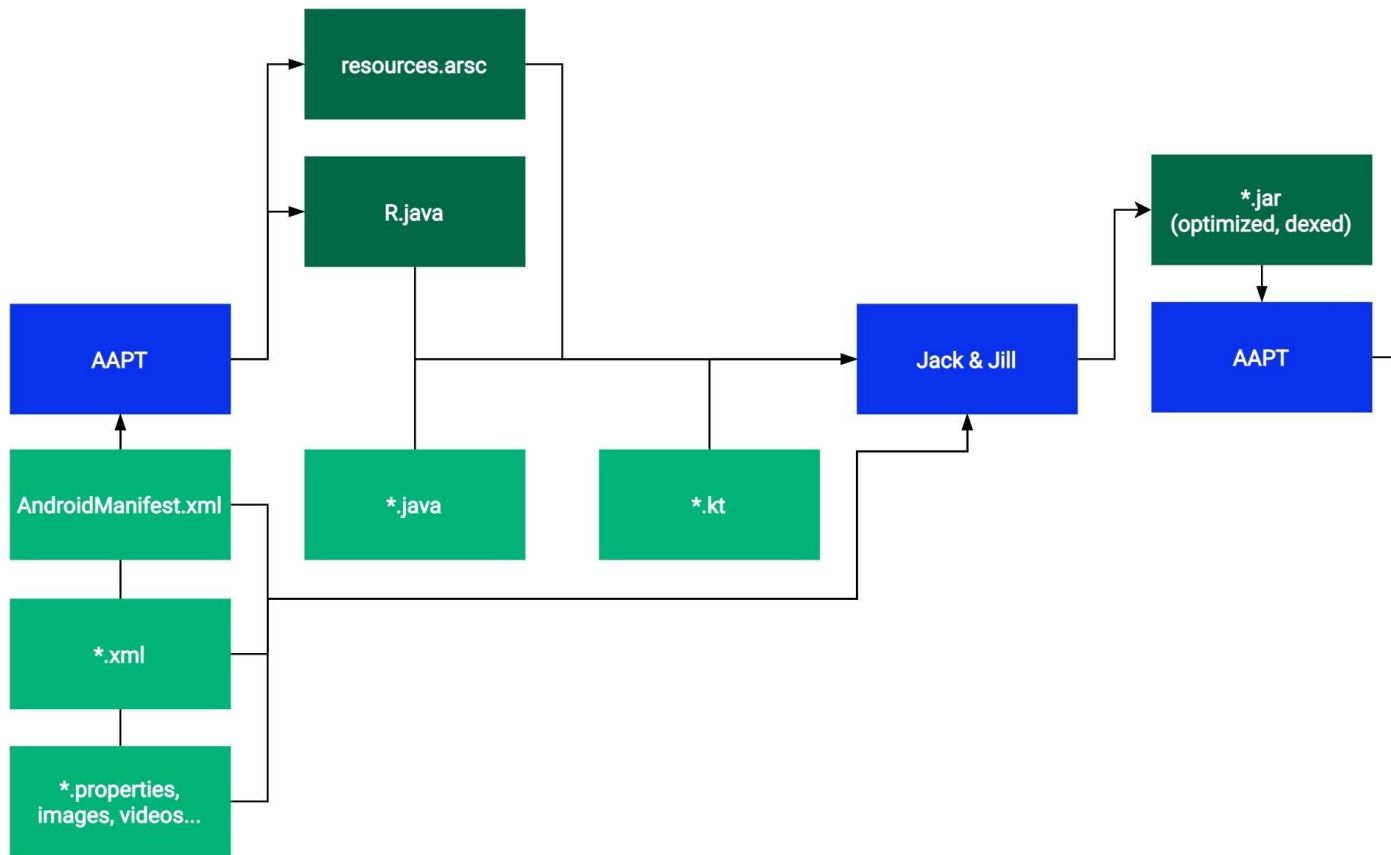 resources.arsc
R.java
*.jar
(optimized, dexed)
AAPT
Jack & Jill
AAPT
AndroidManifest.xml
*.java
*.kt
*.xml
*.properties,
images, videos...